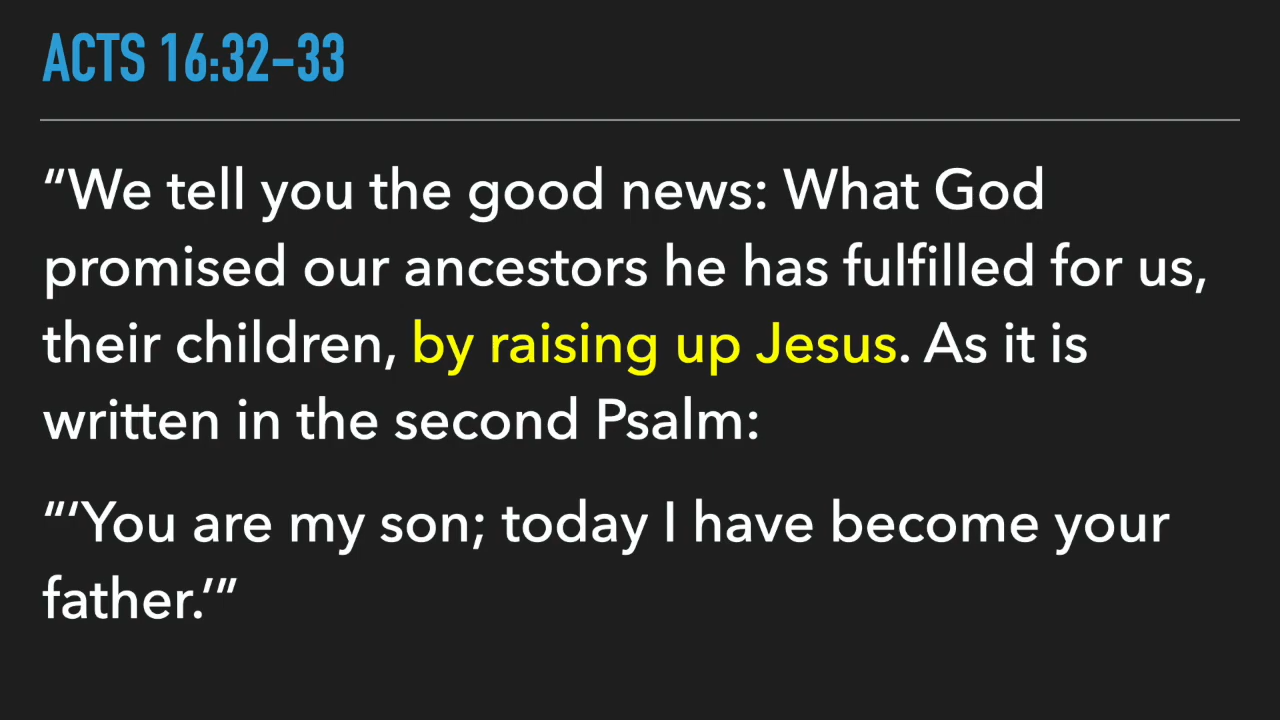 ACTS 16:32–33
“We tell you the good news: What God
promised our ancestors he has fulfilled for us,
their children, by raising up Jesus. As it is
written in the second Psalm:
“‘You are my son; today I have become your
father.’”